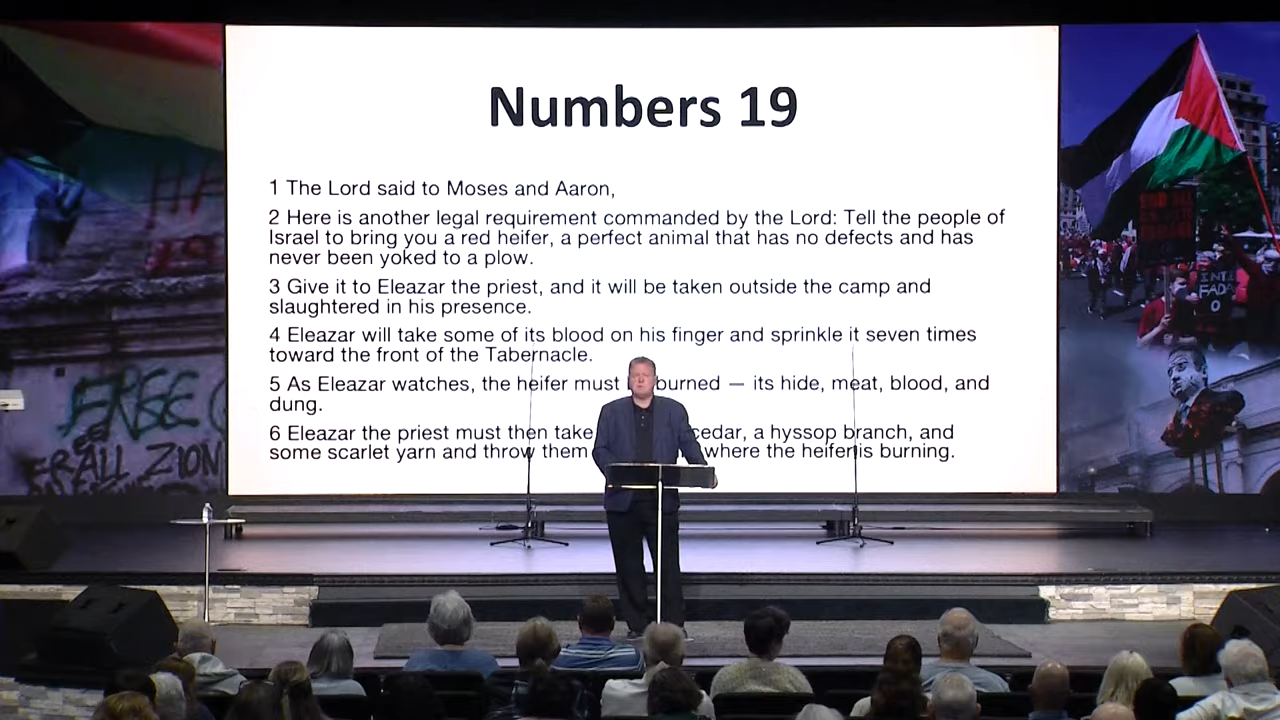 Numbers 19
1 The Lord said to Moses and Aaron,
2 Here is another legal requirement commanded by the Lord: Tell the people of
Israel to bring you a red heifer, a perfect animal that has no defects and has
never been yoked to a plow.
3 Give it to Eleazar the priest, and it will be taken outside the camp and
slaughtered in his presence.
4 Eleazar will take some of its blood on his finger and sprinkle it seven times
toward the front of the Tabernacle.
5 As Eleazar watches, the heifer must burned — its hide, meat, blood, and
dung.
6 Eleazar the priest must then take cedar, a hyssop branch, and
some scarlet yarn and throw them where the heifer is burning.
INTI
FADA